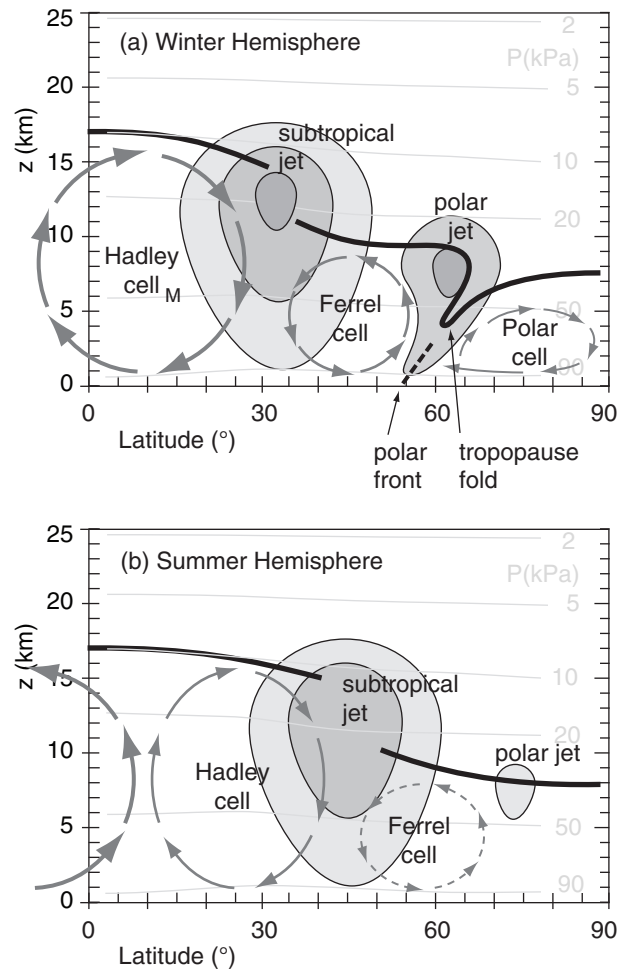 25
(a) Winter Hemisphere
2
P(kPa)
20
5
subtropical
jet
z (km)
15
10
polar
jet
20
10
Hadley
cell M
Ferrel
cell
5
50
Polar
cell
90
0
0
30
60
90
Latitude (°)
polar
front
tropopause
fold
25
(b) Summer Hemisphere
2
P(kPa)
20
5
z (km)
15
10
subtropical
jet
20
polar jet
10
Hadley
cell
5
Ferrel
cell
50
90
0
0
30
60
90
Latitude (°)